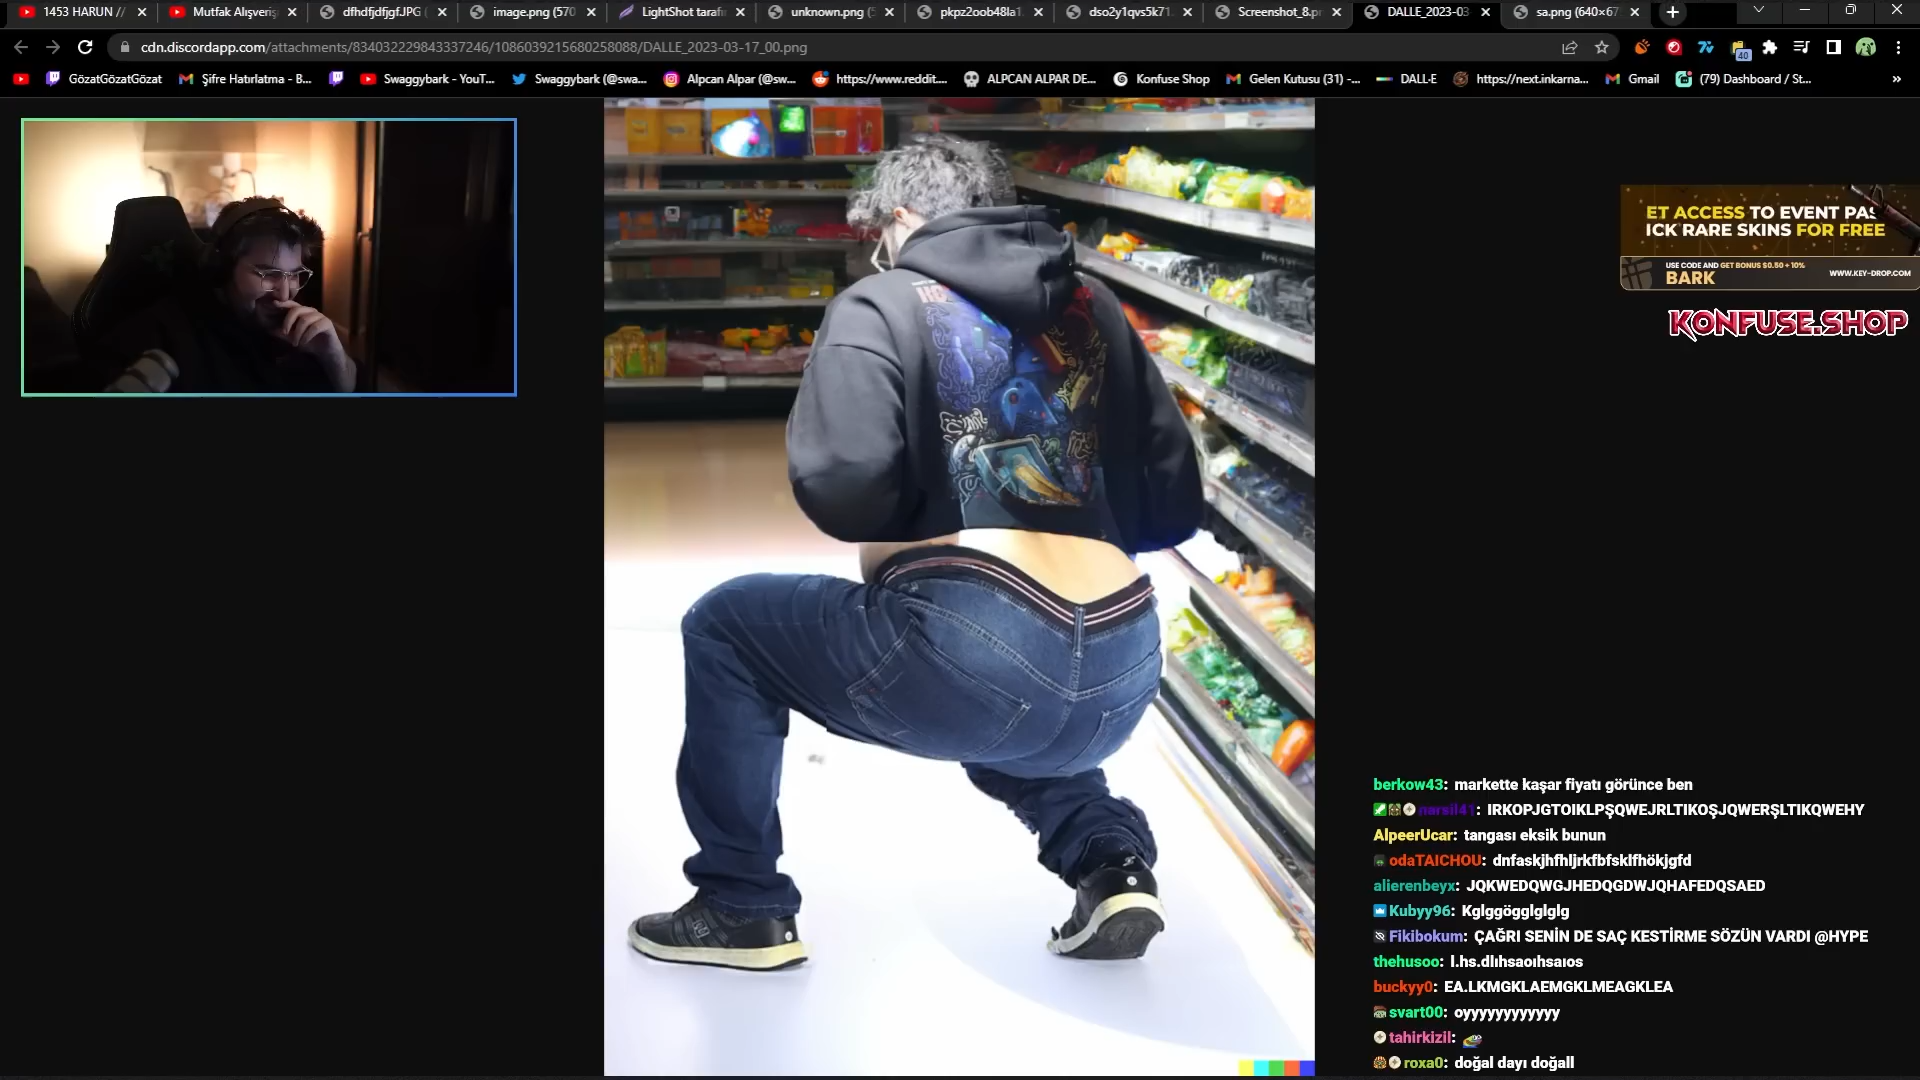 1453 HARUN //
Mutfak Alışveriş
dfhdfjdfjgf.JPG (
image.png (570
LightShot tarafı
unknown.png (5
pkpz2oob48la1
dso2y1qvs5k71
Screenshot_8.pn
DALLE_2023-03
sa.png (640×67
cdn.discordapp.com/attachments/834032229843337246/1086039215680258088/DALLE_2023-03-17_00.png
40
GözatGözatGözat
Şifre Hatırlatma - B...
Swaggybark - YouT...
Swaggybark (@swa...
Alpcan Alpar (@sw...
https://www.reddit....
ALPCAN ALPAR DE...
Konfuse Shop
Gelen Kutusu (31) -...
DALL·E
https://next.inkarna...
Gmail
(79) Dashboard / St...
ET ACCESS TO EVENT PAS
ICK RARE SKINS FOR FREE
USE CODE AND GET BONUS $0.50 + 10%
BARK
WWW.KEY-DROP.COM
KONFUSE.SHOP
berkow43: markette kaşar fiyatı görünce ben
narsil41: IRKOPJGTOIKLPŞQWEJRLTIKOŞJQWERŞLTIKQWEHY
AlpeerUcar: tangası eksik bunun
odaTAICHOU: dnfaskjhfhljrkfbfsklfhökjgfd
alierenbeyx: JQKWEDQWGJHEDQGDWJQHAFEDQSAED
Kubyy96: Kglggögglglglg
Fikibokum: ÇAĞRI SENİN DE SAÇ KESTİRME SÖZÜN VARDI @HYPE
thehusoo: l.hs.dlıhsaoıhsaıos
buckyy0: EA.LKMGKLAEMGKLMEAGKLEA
svart00: oyyyyyyyyyyyy
tahirkizil:
roxa0: doğal dayı doğall